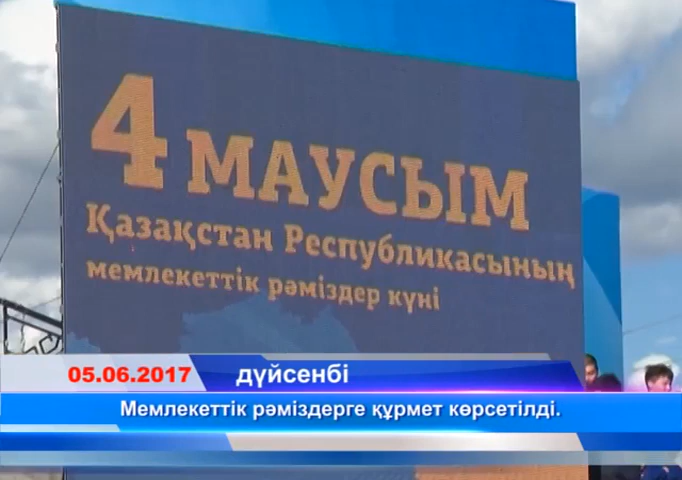 4 МАУСЫМ
Қазақстан Республикасының
мемлекеттік рәміздер күні
05.06.2017 дүйсенбі
Мемлекеттік рәміздерге құрмет көрсетілді.